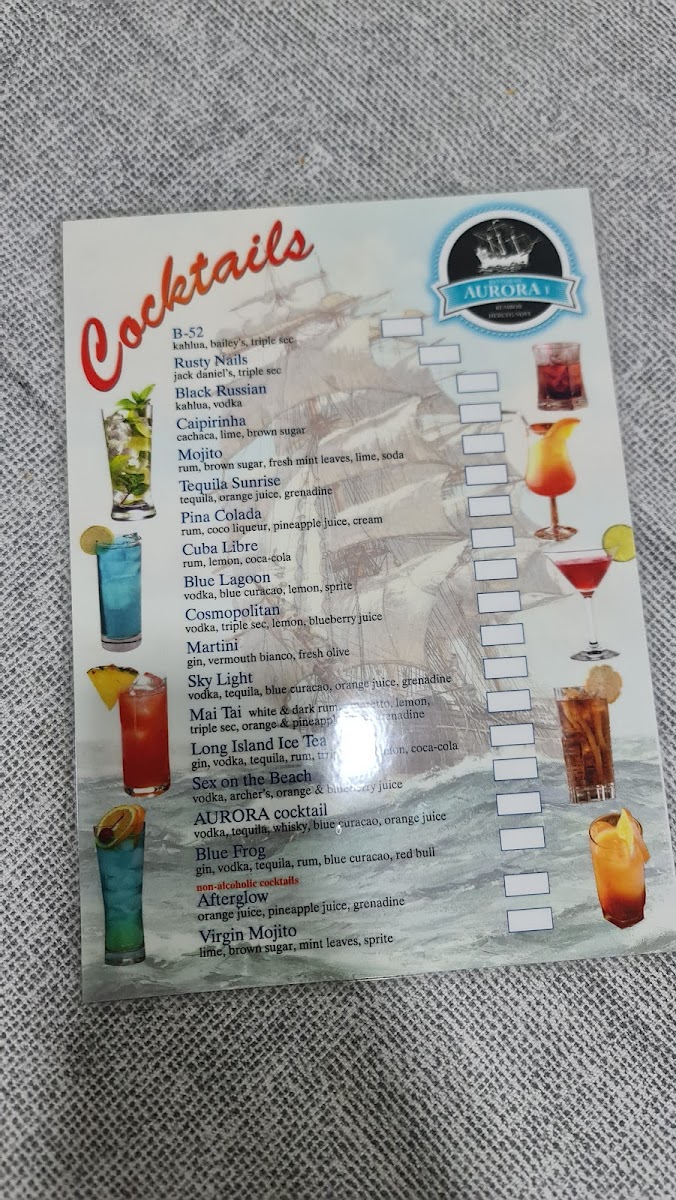 Cocktails
AURORA
B-52
kahlua, bailey's, triple sec
Rusty Nails
jack daniel's, triple sec
Black Russian
kahlua, vodka
Caipirinha
cachaca, lime, brown sugar
Mojito
rum, brown sugar, fresh mint leaves, lime, soda
Tequila Sunrise
tequila, orange juice, grenadine
Pina Colada
rum, coco liqueur, pineapple juice, cream
Cuba Libre
rum, lemon, coca-cola
Blue Lagoon
vodka, blue curacao, lemon, sprite
Cosmopolitan
vodka, triple sec, lemon, blueberry juice
Martini
gin, vermouth bianco, fresh olive
Sky Light
vodka, tequila, blue curacao, orange juice, grenadine
Mai Tai white & dark rum, lemon,
triple sec, orange & grenadine
Long Island Ice Tea
gin, vodka, tequila, rum, coca-cola
Sex on the Beach
vodka, archer's, orange & blueberry juice
AURORA cocktail
vodka, tequila, whisky, blue curacao, orange juice
Blue Frog
gin, vodka, tequila, rum, blue curacao, red bull
non-alcoholic cocktails
Afterglow
orange juice, pineapple juice, grenadine
Virgin Mojito
lime, brown sugar, mint leaves, sprite